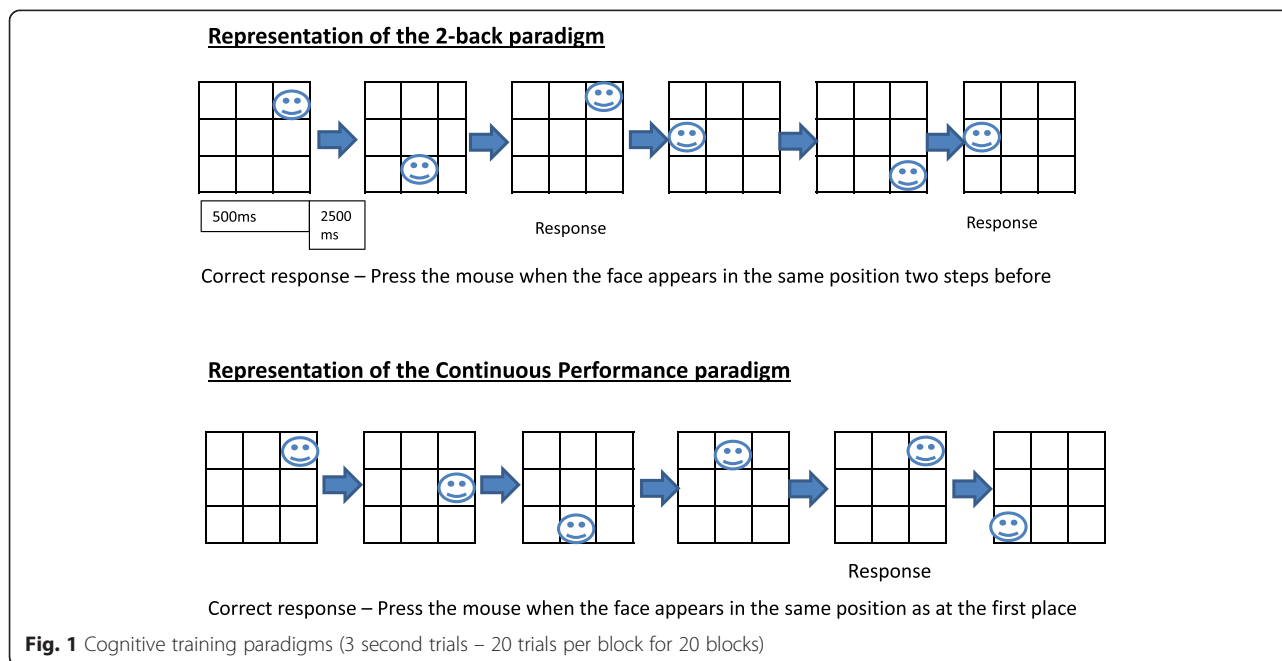 Representation of the 2-back paradigm
500ms
2500
ms
Response
Response
Correct response – Press the mouse when the face appears in the same position two steps before
Representation of the Continuous Performance paradigm
Response
Correct response – Press the mouse when the face appears in the same position as at the first place
Fig. 1 Cognitive training paradigms (3 second trials – 20 trials per block for 20 blocks)